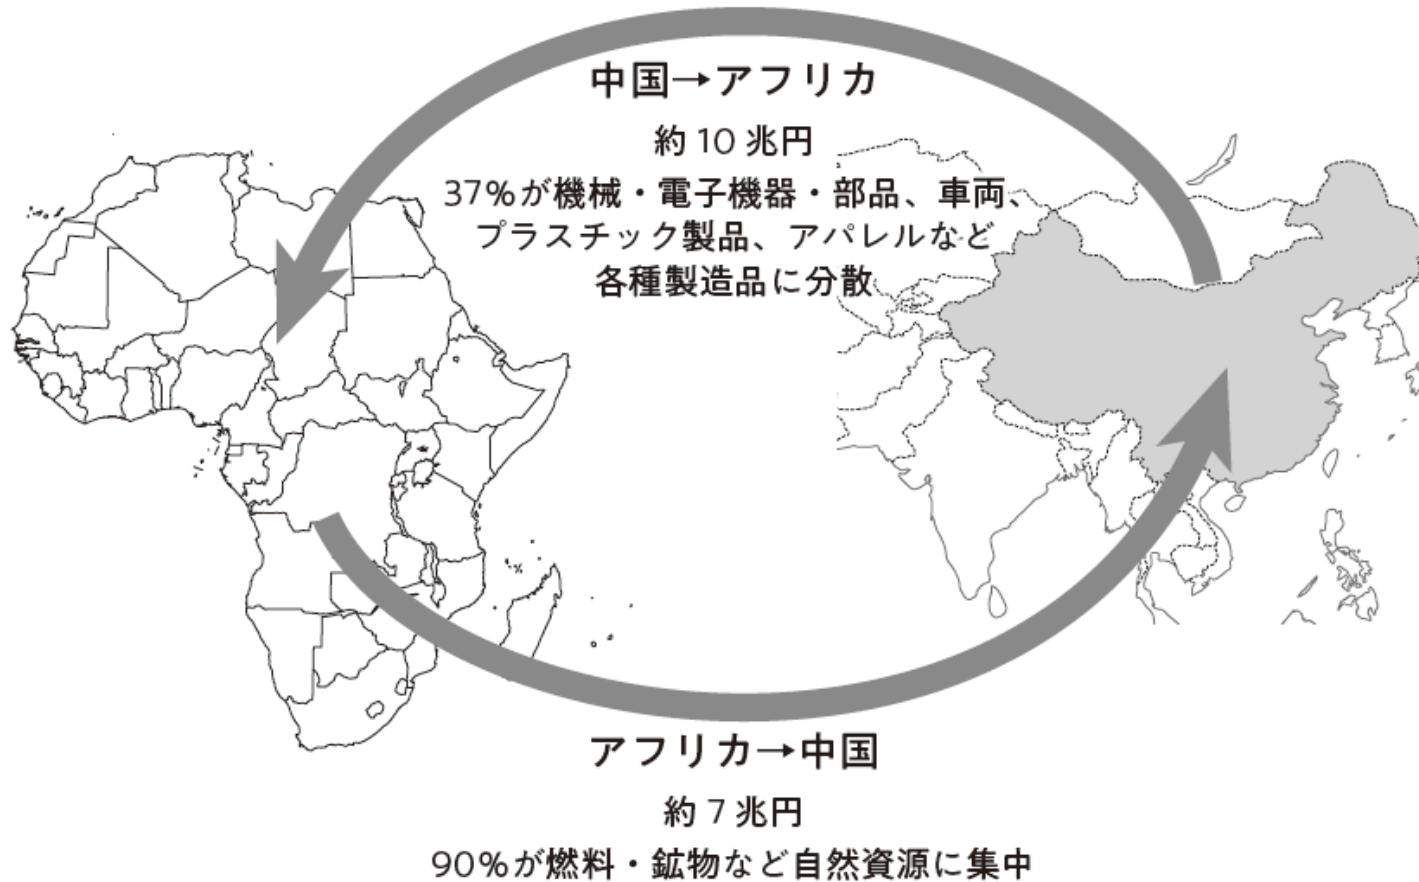 中国→アフリカ
約 10 兆円
37%が機械・電子機器・部品、車両、
プラスチック製品、アパレルなど
各種製造品に分散
アフリカ→中国
約 7 兆円
90%が燃料・鉱物など自然資源に集中